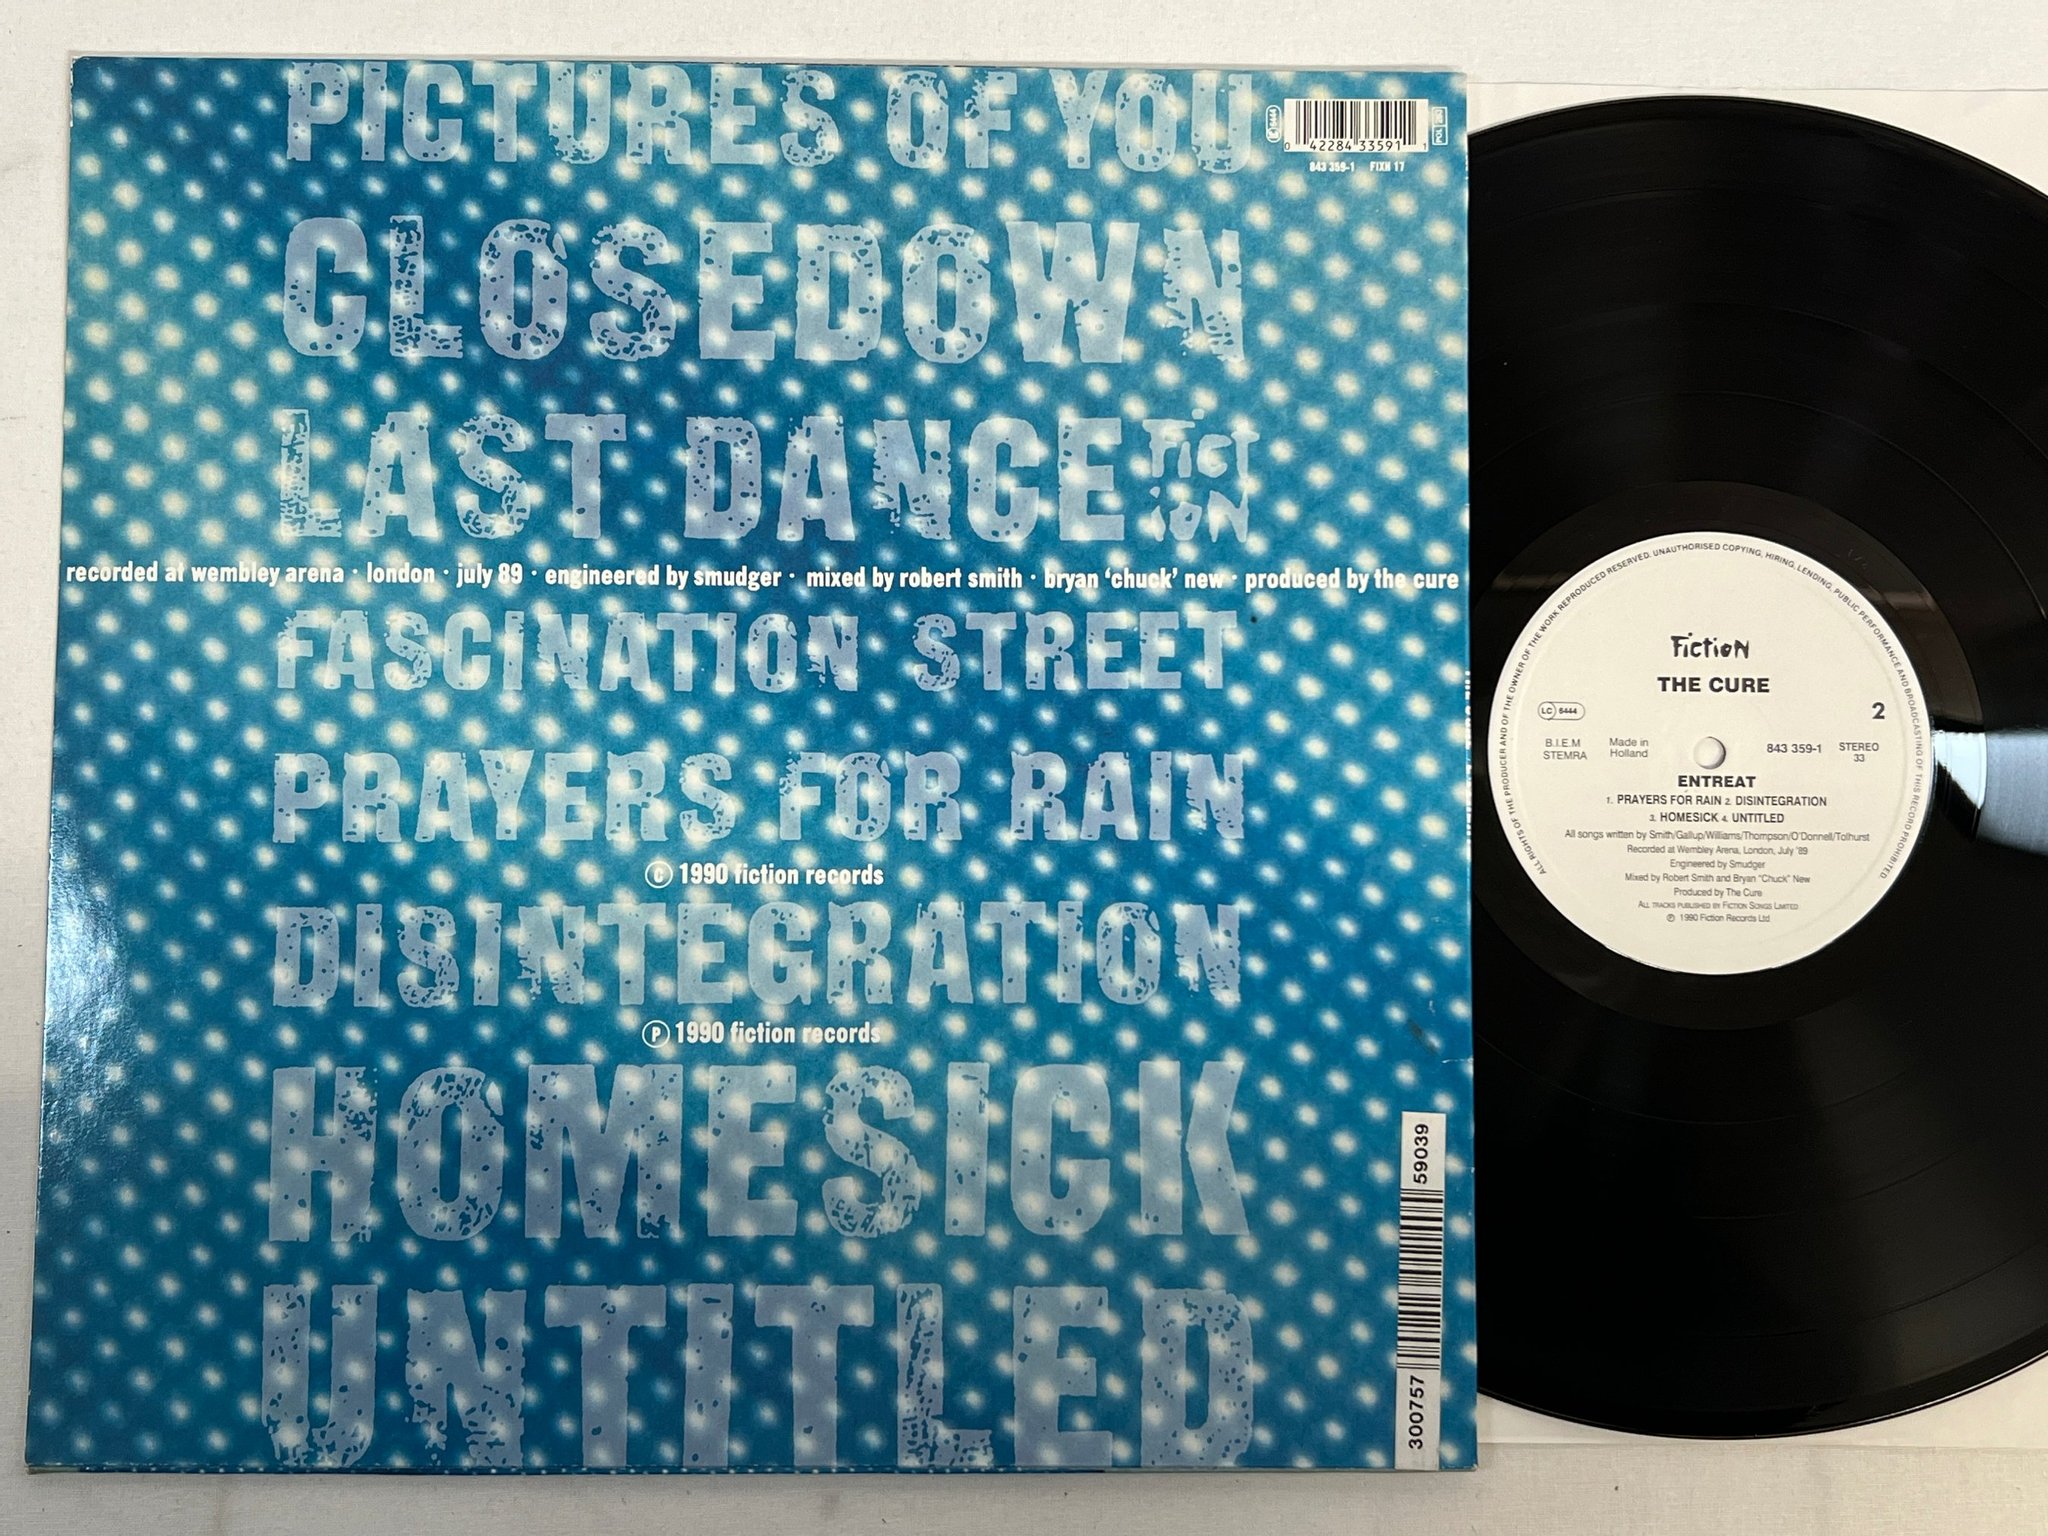 PICTURES OF YOU
LC 6444
0 42284 33591 1
843 359-1 FIXH 17
CLOSEDOWN
LAST DANCE
FICTION
recorded at wembley arena · london · july 89 · engineered by smudger · mixed by robert smith · bryan ‘chuck’ new · produced by the cure
FASCINATION STREET
PRAYERS FOR RAIN
© 1990 fiction records
DISINTEGRATION
℗ 1990 fiction records
HOMESICK
UNTITLED
59039
300757
ALL RIGHTS OF THE PRODUCER AND OF THE OWNER OF THE WORK REPRODUCED RESERVED. UNAUTHORISED COPYING, HIRING, LENDING, PUBLIC PERFORMANCE AND BROADCASTING OF THIS RECORD PROHIBITED.
Fiction
THE CURE
LC 6444
2
B.I.E.M
STEMRA
Made in
Holland
843 359-1
STEREO
33
ENTREAT
1. PRAYERS FOR RAIN 2. DISINTEGRATION
3. HOMESICK 4. UNTITLED
All songs written by Smith/Gallup/Williams/Thompson/O'Donnell/Tolhurst
Recorded at Wembley Arena, London, July '89
Engineered by Smudger
Mixed by Robert Smith and Bryan "Chuck" New
Produced by The Cure
ALL TRACKS PUBLISHED BY FICTION SONGS LIMITED
℗ 1990 Fiction Records Ltd.